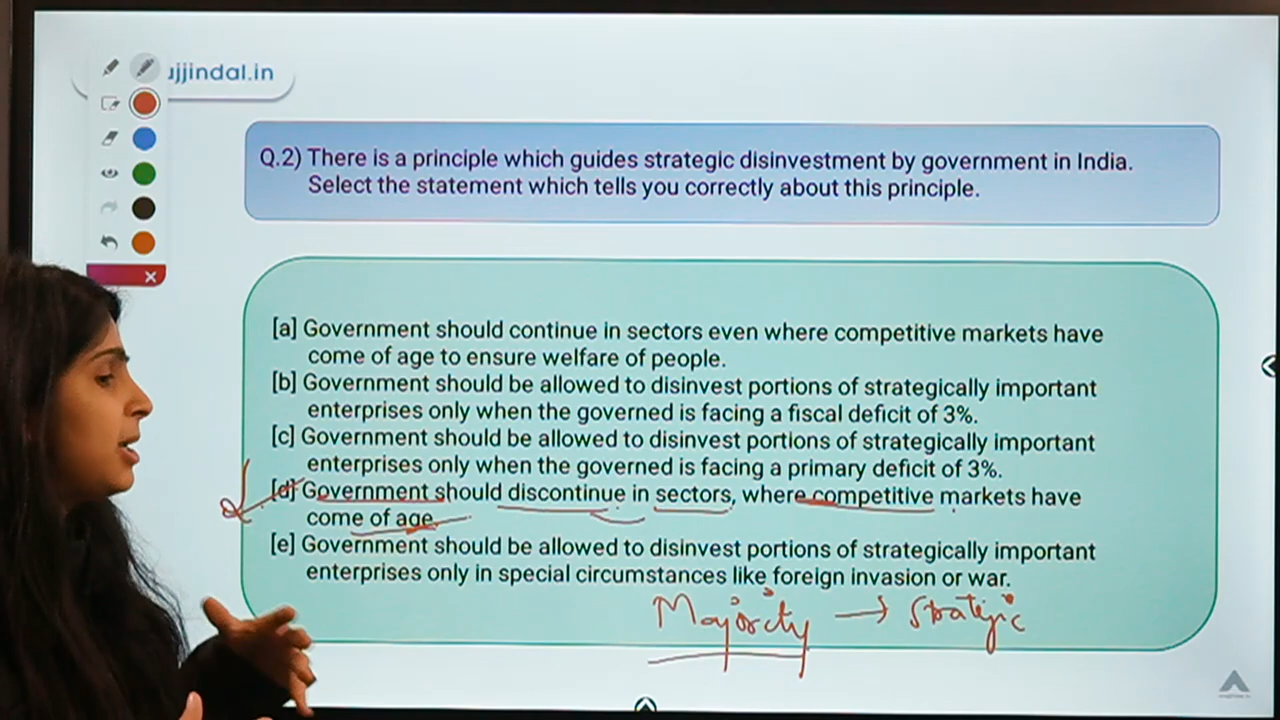 ujjindal.in
Q.2) There is a principle which guides strategic disinvestment by government in India.
Select the statement which tells you correctly about this principle.
[a] Government should continue in sectors even where competitive markets have
come of age to ensure welfare of people.
[b] Government should be allowed to disinvest portions of strategically important
enterprises only when the governed is facing a fiscal deficit of 3%.
[c] Government should be allowed to disinvest portions of strategically important
enterprises only when the governed is facing a primary deficit of 3%.
[d] Government should discontinue in sectors, where competitive markets have
come of age.
[e] Government should be allowed to disinvest portions of strategically important
enterprises only in special circumstances like foreign invasion or war.
Majority → Strategic